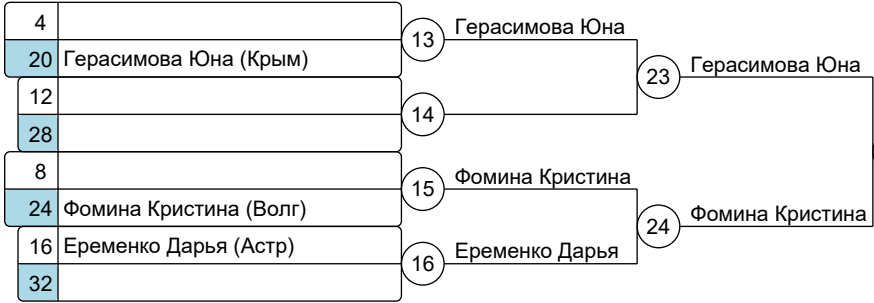 4
13
Герасимова Юна
20 Герасимова Юна (Крым)
23
Герасимова Юна
12
14
28
8
15
Фомина Кристина
24 Фомина Кристина (Волг)
24
Фомина Кристина
16 Еременко Дарья (Астр)
16
Еременко Дарья
32